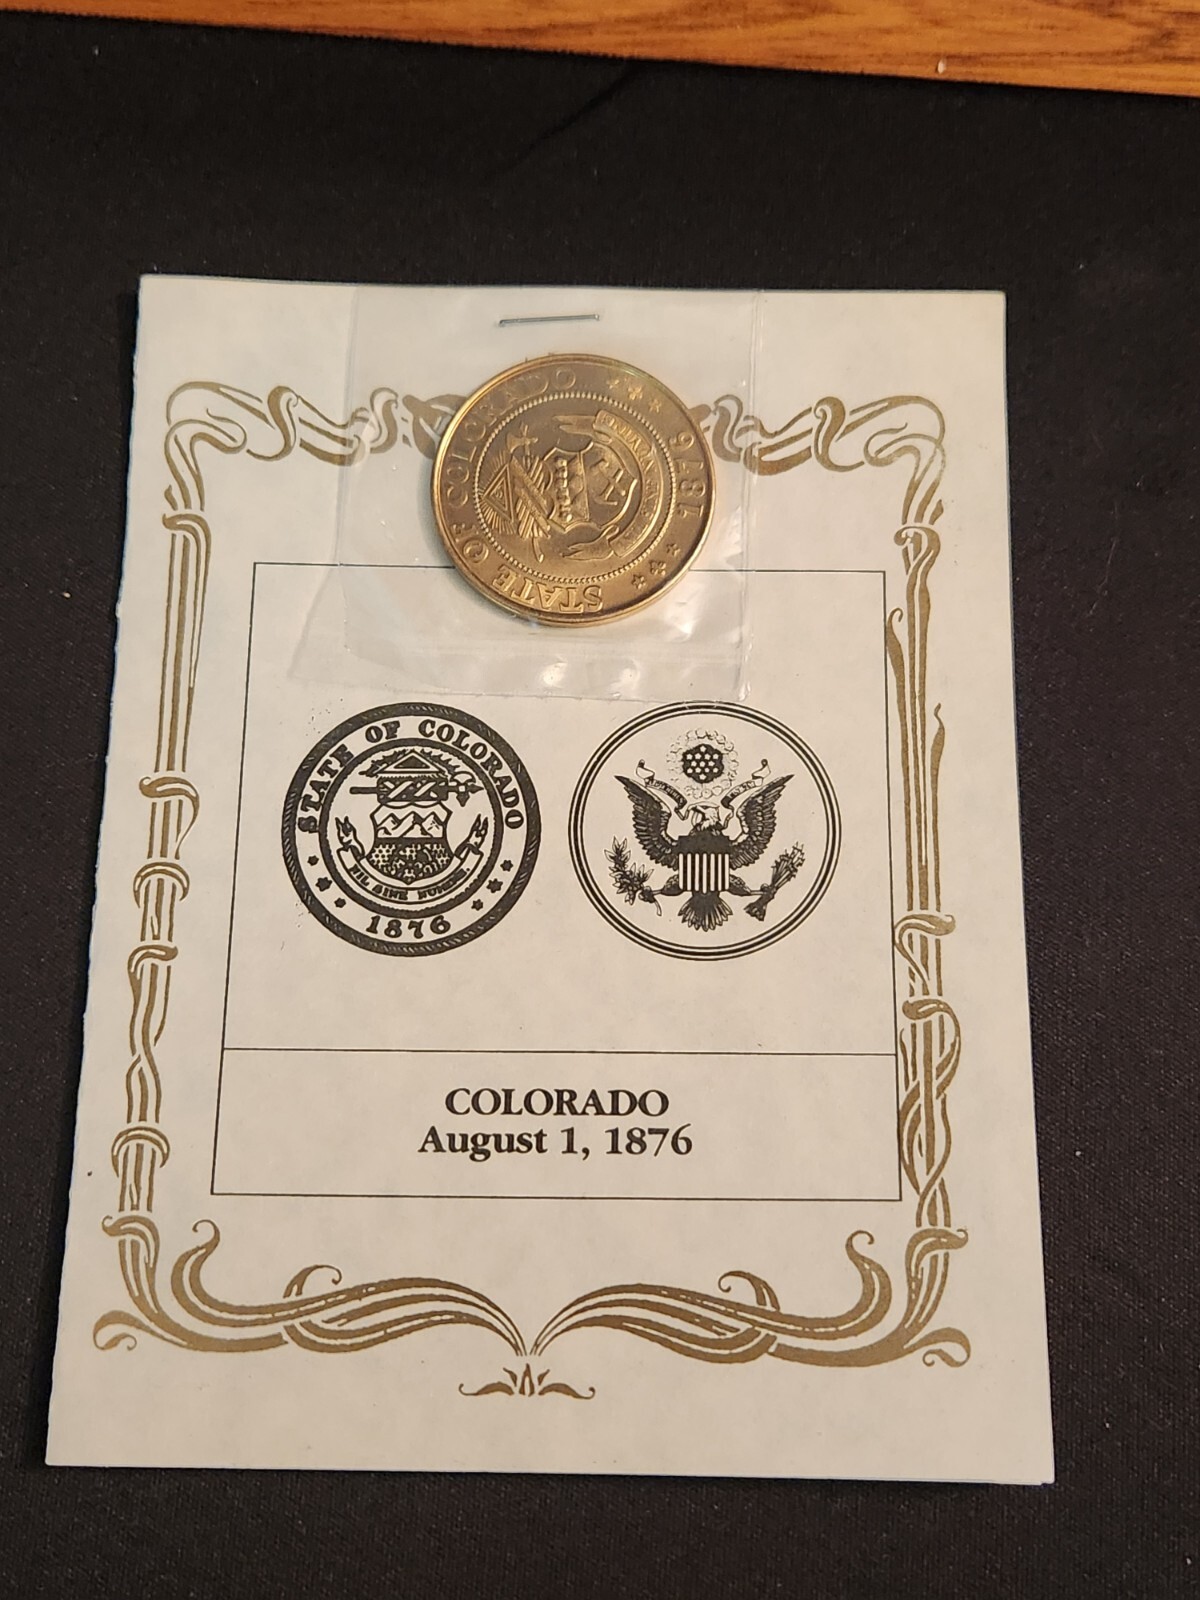 STATE OF COLORADO
1876
STATE OF COLORADO
NIL SINE NUMINE
1876
COLORADO
August 1, 1876